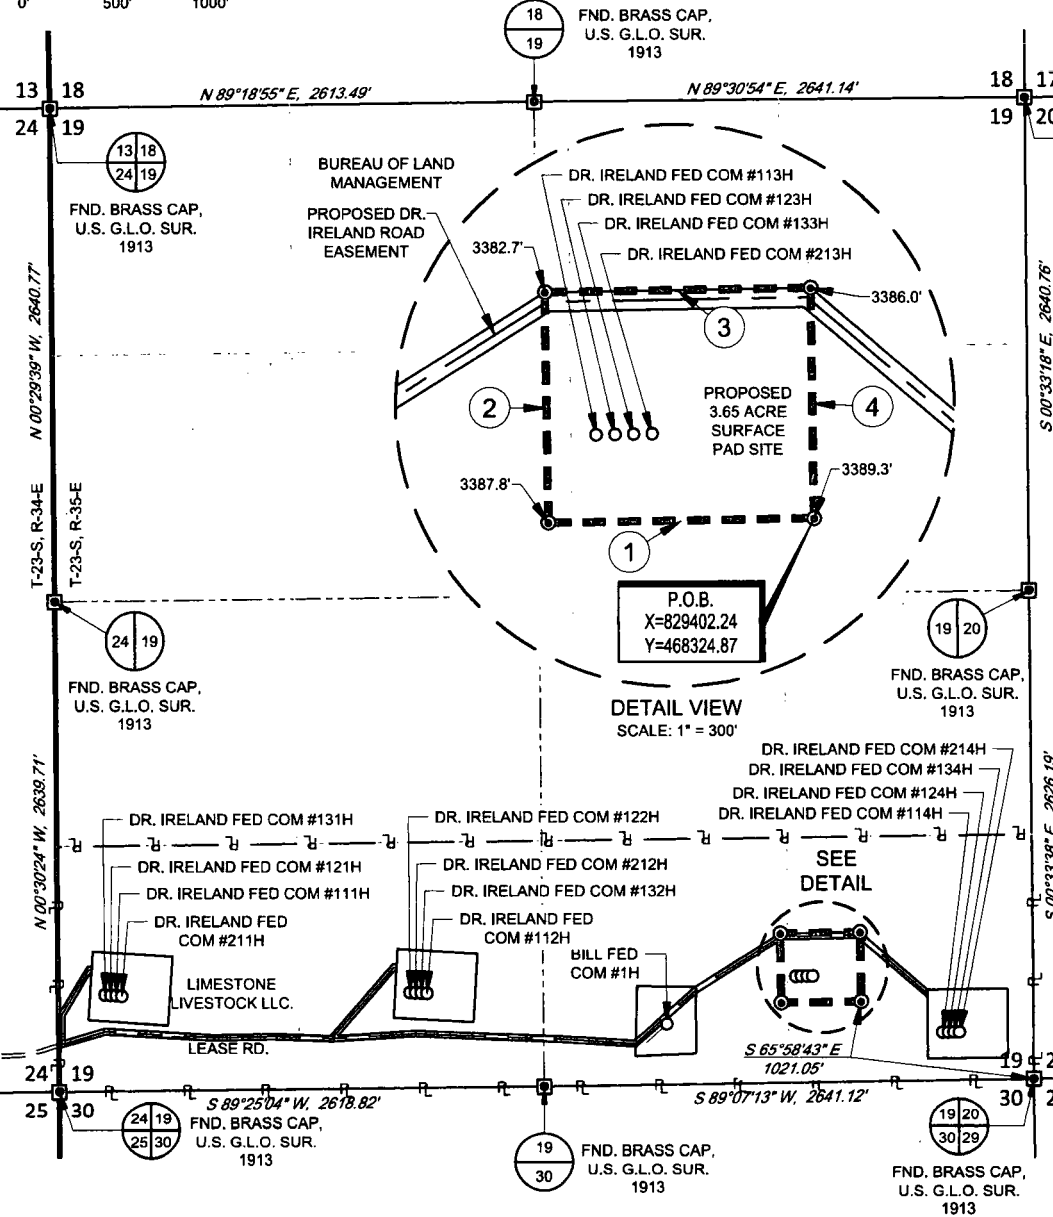 0' 500' 1000'
18
19
FND. BRASS CAP,
U.S. G.L.O. SUR.
1913
13 18
24 19
N 89°18'55" E, 2613.49'
N 89°30'54" E, 2641.14'
18 17
19 20
13 18
24 19
FND. BRASS CAP,
U.S. G.L.O. SUR.
1913
BUREAU OF LAND
MANAGEMENT
PROPOSED DR.
IRELAND ROAD
EASEMENT
DR. IRELAND FED COM #113H
DR. IRELAND FED COM #123H
DR. IRELAND FED COM #133H
DR. IRELAND FED COM #213H
3382.7'
3386.0'
3
2
4
PROPOSED
3.65 ACRE
SURFACE
PAD SITE
3387.8'
3389.3'
1
P.O.B.
X=829402.24
Y=468324.87
DETAIL VIEW
SCALE: 1" = 300'
N 00°29'39" W, 2640.77'
S 00°33'18" E, 2640.76'
T-23-S, R-34-E
T-23-S, R-35-E
24 19
FND. BRASS CAP,
U.S. G.L.O. SUR.
1913
19 20
FND. BRASS CAP,
U.S. G.L.O. SUR.
1913
N 00°30'24" W, 2639.71'
S 00°33'38" E, 2626.19'
DR. IRELAND FED COM #214H
DR. IRELAND FED COM #134H
DR. IRELAND FED COM #124H
DR. IRELAND FED COM #114H
DR. IRELAND FED COM #131H
DR. IRELAND FED COM #121H
DR. IRELAND FED COM #111H
DR. IRELAND FED
COM #211H
DR. IRELAND FED COM #122H
DR. IRELAND FED COM #212H
DR. IRELAND FED COM #132H
DR. IRELAND FED
COM #112H
SEE
DETAIL
BILL FED
COM #1H
LIMESTONE
LIVESTOCK LLC.
LEASE RD.
S 65°58'43" E
1021.05'
24 19
25 30
19 2
30 2
S 89°25'04" W, 2618.82'
S 89°07'13" W, 2641.12'
24 19
25 30
FND. BRASS CAP,
U.S. G.L.O. SUR.
1913
19
30
FND. BRASS CAP,
U.S. G.L.O. SUR.
1913
19 20
30 29
FND. BRASS CAP,
U.S. G.L.O. SUR.
1913